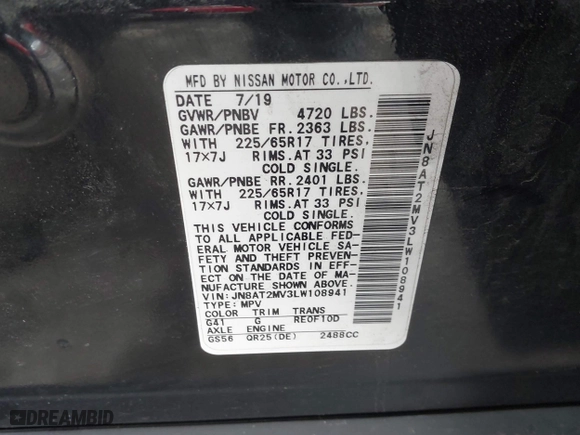 MFD BY NISSAN MOTOR CO.,LTD.
DATE 7/19
GVWR/PNBV 4720 LBS.
GAWR/PNBE FR. 2363 LBS.
WITH 225/65R17 TIRES,
17x7J RIMS, AT 33 PSI
COLD SINGLE.
GAWR/PNBE RR. 2401 LBS.
WITH 225/65R17 TIRES,
17x7J RIMS, AT 33 PSI
COLD SINGLE.
THIS VEHICLE CONFORMS
TO ALL APPLICABLE FED-
ERAL MOTOR VEHICLE SA-
FETY AND THEFT PREVEN-
TION STANDARDS IN EFF-
ECT ON THE DATE OF MA-
NUFACTURE SHOWN ABOVE.
VIN: JN8AT2MV3LW108941
TYPE: MPV
COLOR TRIM TRANS
G41 G RE0F10D
AXLE ENGINE
GS56 QR25(DE) 2488CC
JN8AT2MV3LW108941
DREAMBID